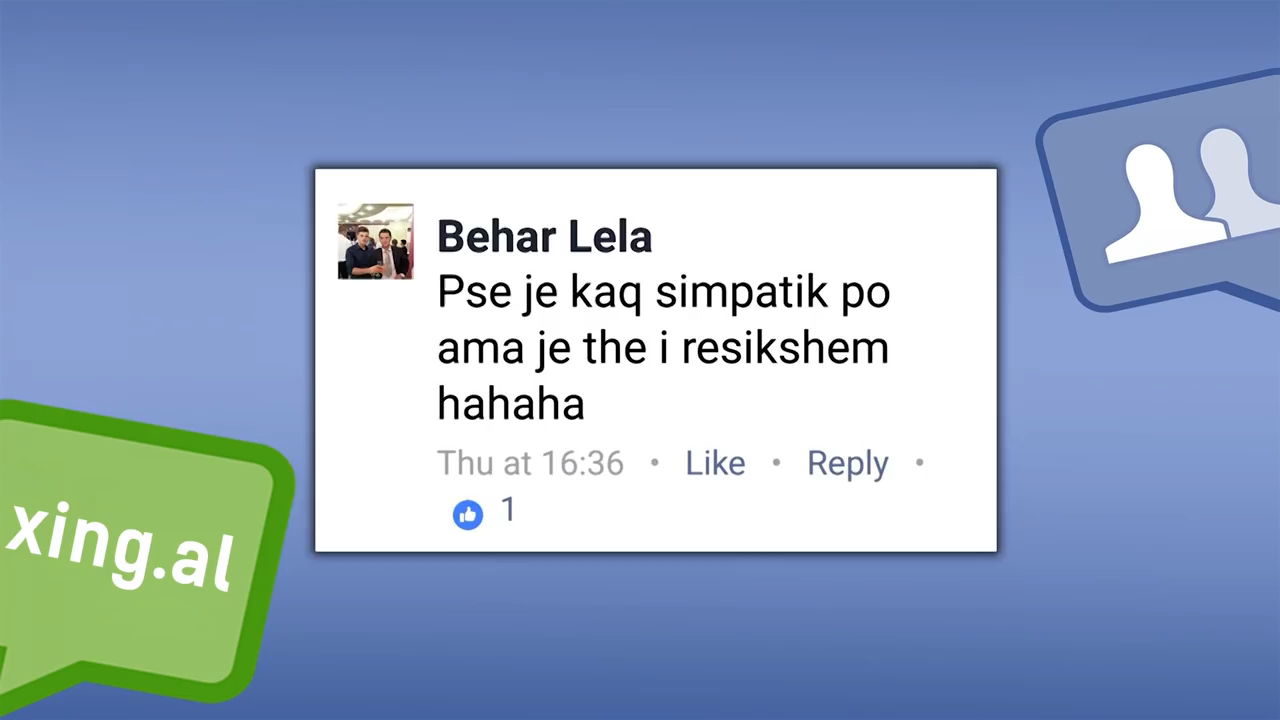 Behar Lela
Pse je kaq simpatik po
ama je the i resikshem
hahaha
Thu at 16:36 • Like • Reply •
1
xing.al